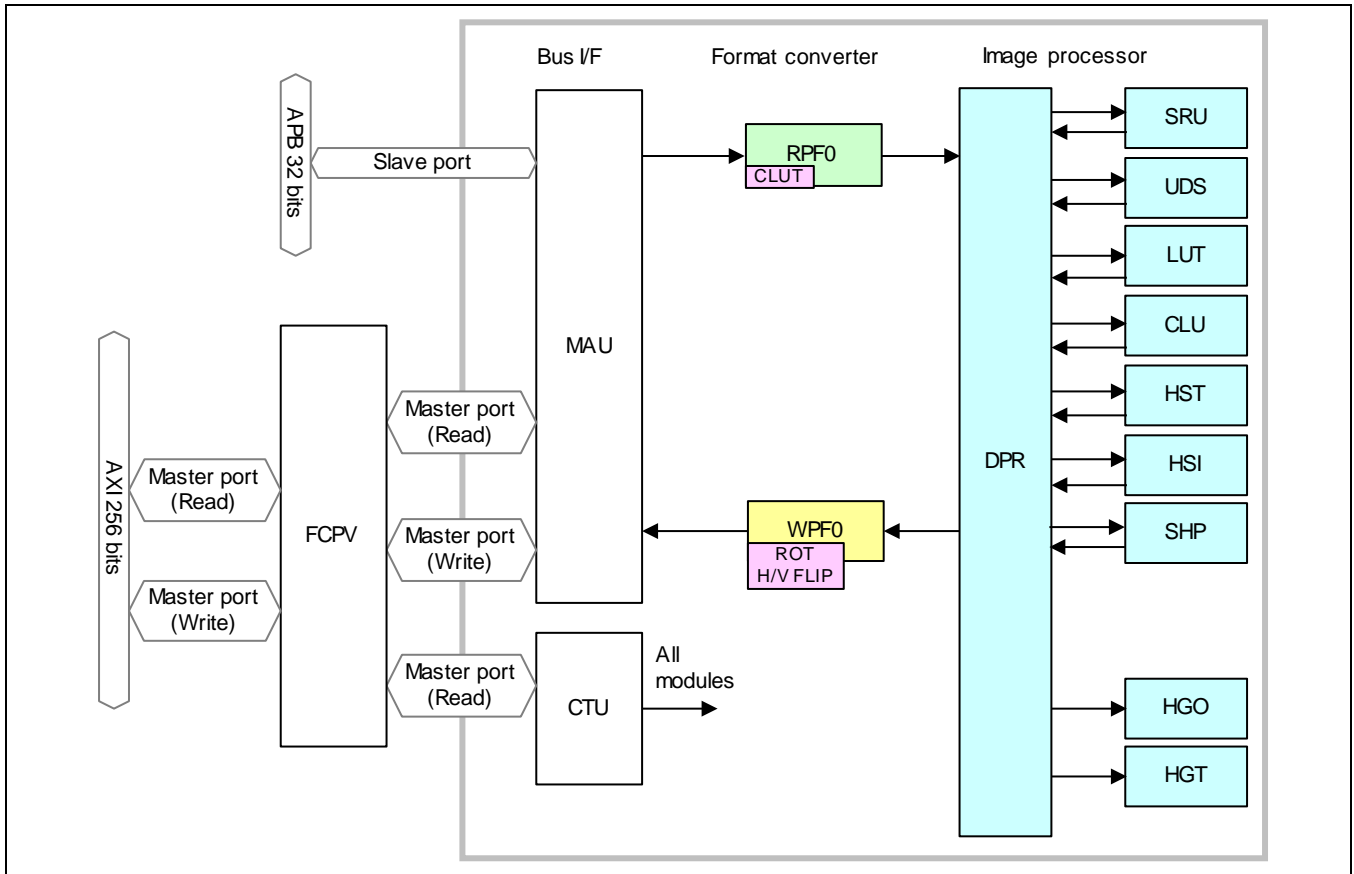 Bus I/F
Format converter
Image processor
APB 32 bits
Slave port
MAU
RPF0
CLUT
DPR
SRU
UDS
LUT
CLU
HST
HSI
SHP
HGO
HGT
AXI 256 bits
Master port
(Read)
Master port
(Write)
FCPV
Master port
(Read)
Master port
(Write)
Master port
(Read)
WPF0
ROT
H/V FLIP
CTU
All
modules